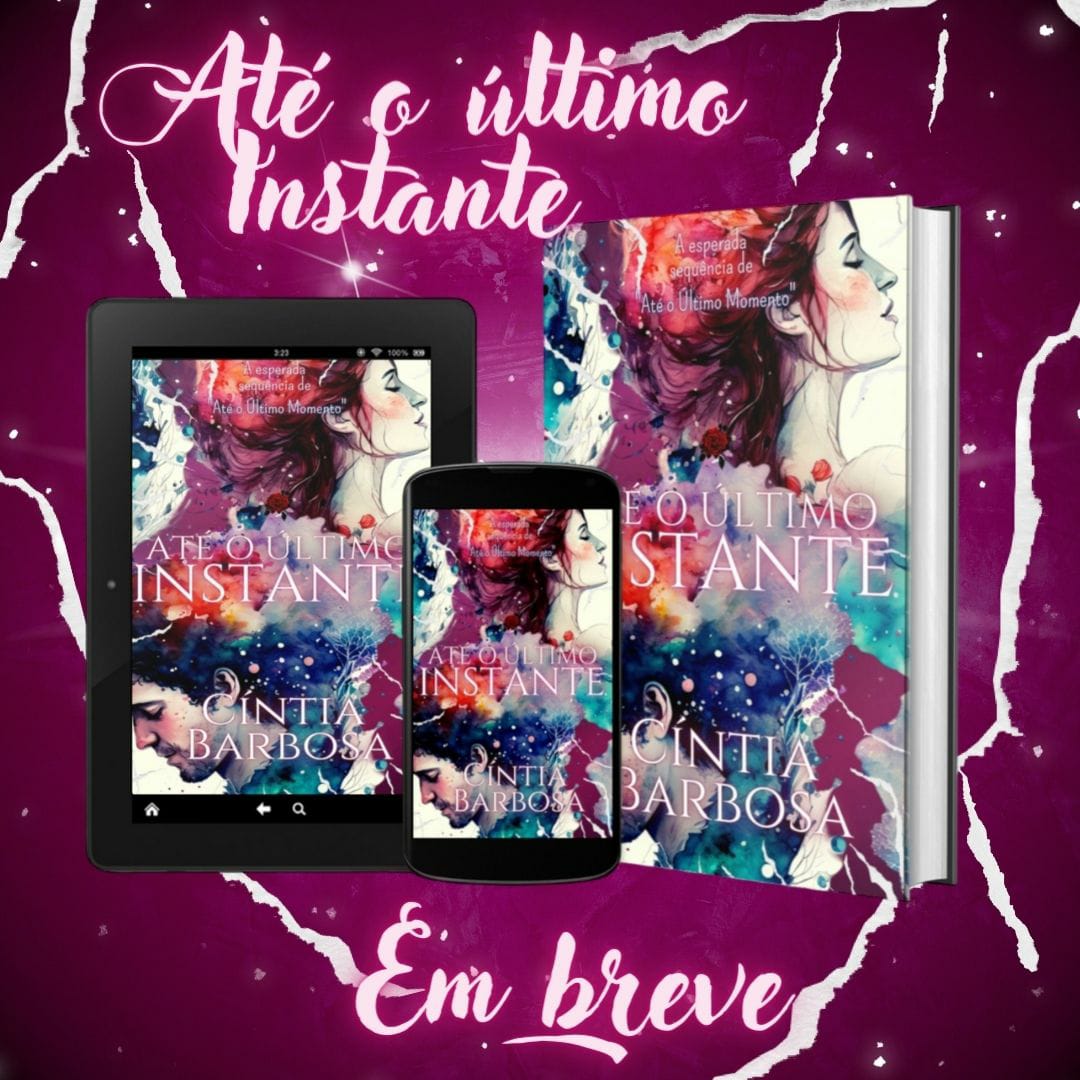 Até o último
Instante
3:23
100%
A esperada
sequência de
"Até o Último Momento"
ATÉ O ÚLTIMO
INSTANT
CÍNTIA
BARBOSA
A esperada
sequência de
"Até o Último Momento"
ATÉ O ÚLTIMO
INSTANTE
CÍNTIA
BARBOSA
A esperada
sequência de
"Até o Último Momento"
É O ÚLTIMO
STANTE
CÍNTIA
BARBOSA
Em breve